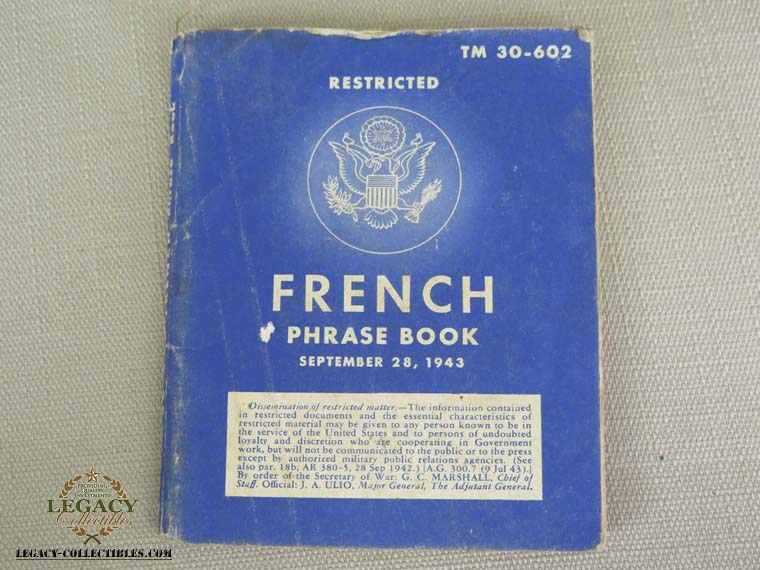 TM 30-602
RESTRICTED
FRENCH
PHRASE BOOK
SEPTEMBER 28, 1943
Dissemination of restricted matter.—The information contained
in restricted documents and the essential characteristics of
restricted material may be given to any person known to be in
the service of the United States and to persons of undoubted
loyalty and discretion who are cooperating in Government
work, but will not be communicated to the public or to the press
except by authorized military public relations agencies. (See
also par. 18b, AR 380-5, 28 Sep 1942.) [A.G. 300.7 (9 Jul 43).]
By order of the Secretary of War: G. C. MARSHALL, Chief of
Staff. Official: J. A. ULIO, Major General, The Adjutant General.
PROVIDING
QUALITY
INVESTMENTS
LEGACY
Collectibles
LEGACY-COLLECTIBLES.COM